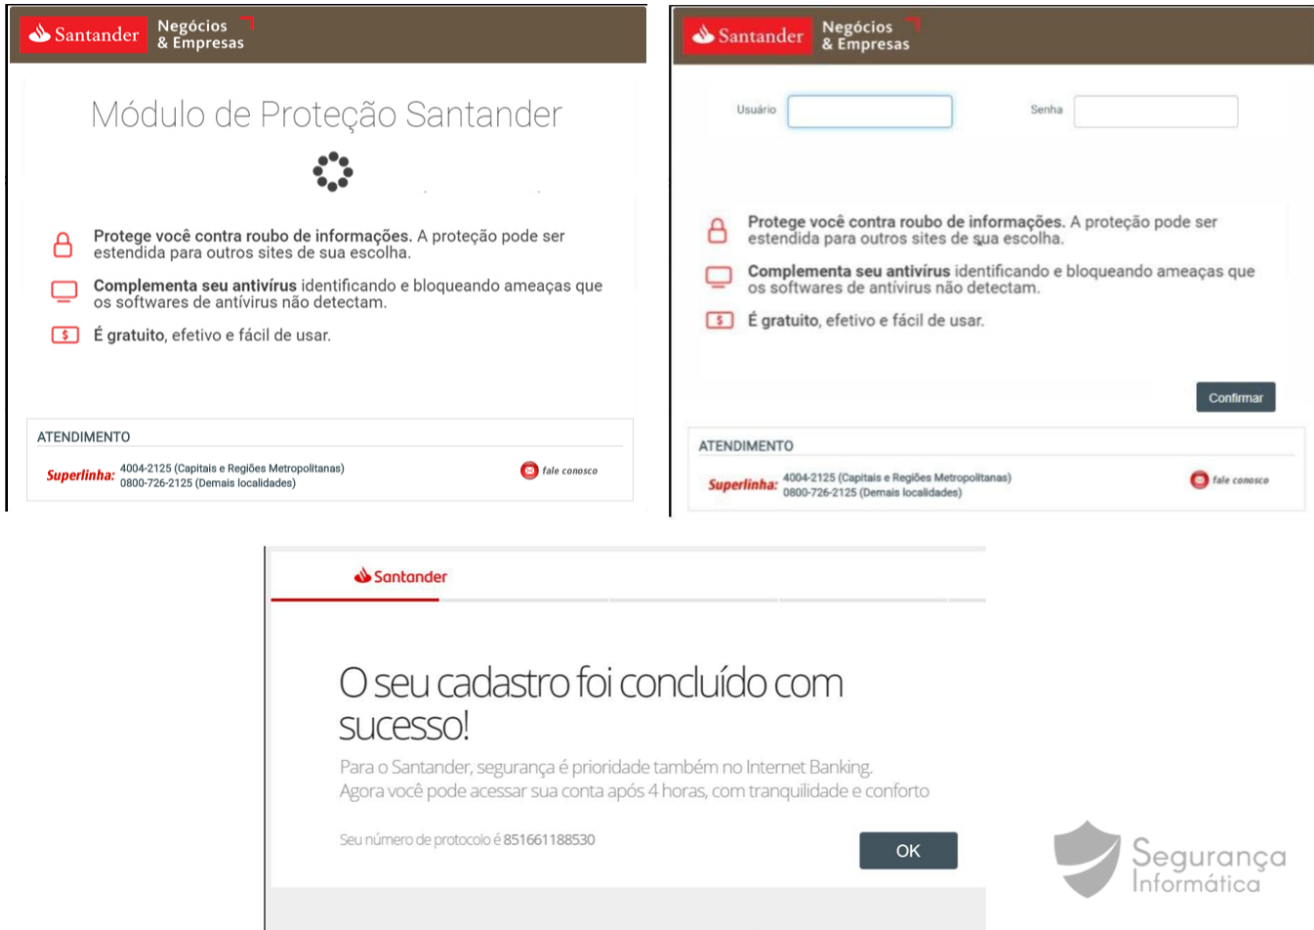 Santander
Negócios
& Empresas
Módulo de Proteção Santander
Protege você contra roubo de informações. A proteção pode ser
estendida para outros sites de sua escolha.
Complementa seu antivírus identificando e bloqueando ameaças que
os softwares de antívirus não detectam.
$
É gratuito, efetivo e fácil de usar.
ATENDIMENTO
Superlinha:
4004-2125 (Capitais e Regiões Metropolitanas)
0800-726-2125 (Demais localidades)
fale conosco
Santander
Negócios
& Empresas
Usuário
Senha
Protege você contra roubo de informações. A proteção pode ser
estendida para outros sites de sua escolha.
Complementa seu antivírus identificando e bloqueando ameaças que
os softwares de antívirus não detectam.
$
É gratuito, efetivo e fácil de usar.
Confirmar
ATENDIMENTO
Superlinha:
4004-2125 (Capitais e Regiões Metropolitanas)
0800-726-2125 (Demais localidades)
fale conosco
Santander
O seu cadastro foi concluído com
sucesso!
Para o Santander, segurança é prioridade também no Internet Banking.
Agora você pode acessar sua conta após 4 horas, com tranquilidade e conforto
Seu número de protocolo é 851661188530
OK
Segurança
Informática